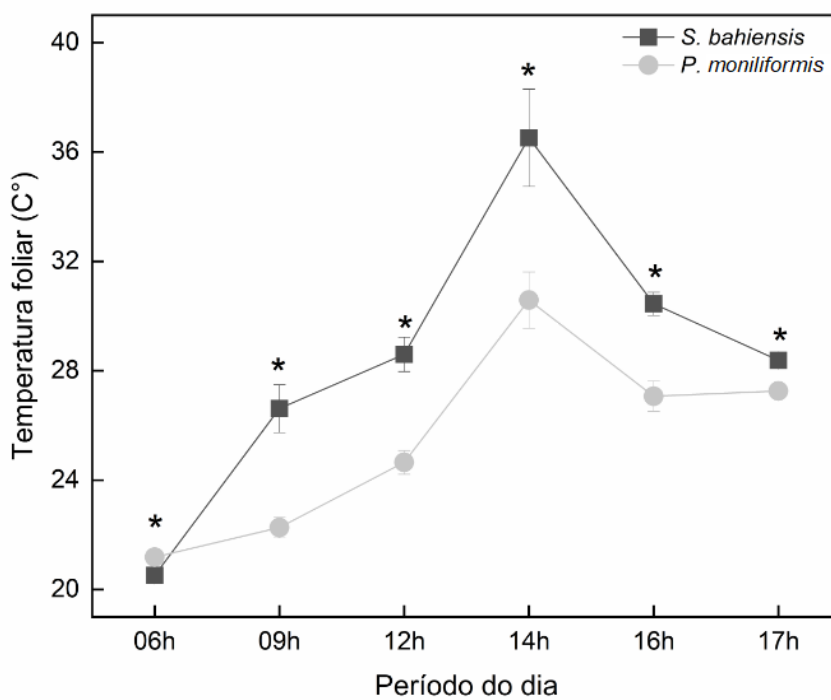 S. bahiensis
P. moniliformis
40
36
32
28
24
20
Temperatura foliar (C°)
* * * * * *
06h 09h 12h 14h 16h 17h
Período do dia